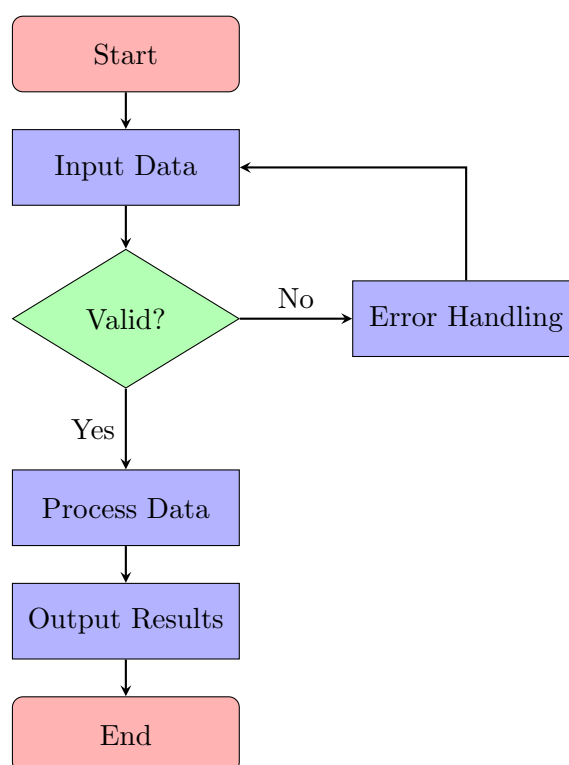 Start
Input Data
Valid?
No
Error Handling
Yes
Process Data
Output Results
End